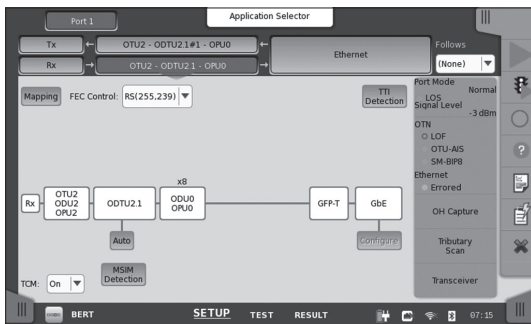 Port 1
Application Selector
Tx
OTU2 - ODTU2.1#1 - OPU0
Ethernet
Follows
Rx
OTU2 - ODTU2.1 - OPU0
(None)
Mapping
FEC Control:
RS(255,239)
TTI
Detection
Port Mode
Normal
LOS
Signal Level
-3 dBm
OTN
LOF
OTU-AIS
SM-BIP8
Ethernet
Errored
OH Capture
Tributary
Scan
Transceiver
x8
Rx
OTU2
ODU2
OPU2
ODTU2.1
ODU0
OPU0
GFP-T
GbE
Auto
Configure
MSIM
Detection
TCM:
On
BERT
SETUP
TEST
RESULT
07:15